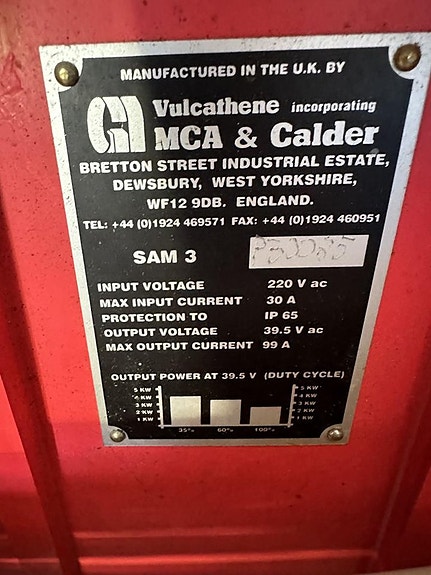 MANUFACTURED IN THE U.K. BY
Vulcathene incorporating
MCA & Calder
BRETTON STREET INDUSTRIAL ESTATE,
DEWSBURY, WEST YORKSHIRE,
WF12 9DB. ENGLAND.
TEL: +44 (0)1924 469571 FAX: +44 (0)1924 460951
SAM 3
INPUT VOLTAGE 220 V ac
MAX INPUT CURRENT 30 A
PROTECTION TO IP 65
OUTPUT VOLTAGE 39.5 V ac
MAX OUTPUT CURRENT 99 A
OUTPUT POWER AT 39.5 V (DUTY CYCLE)
5 KW 5 KW
4 KW 4 KW
3 KW 3 KW
2 KW 2 KW
1 KW 1 KW
35% 60% 100%